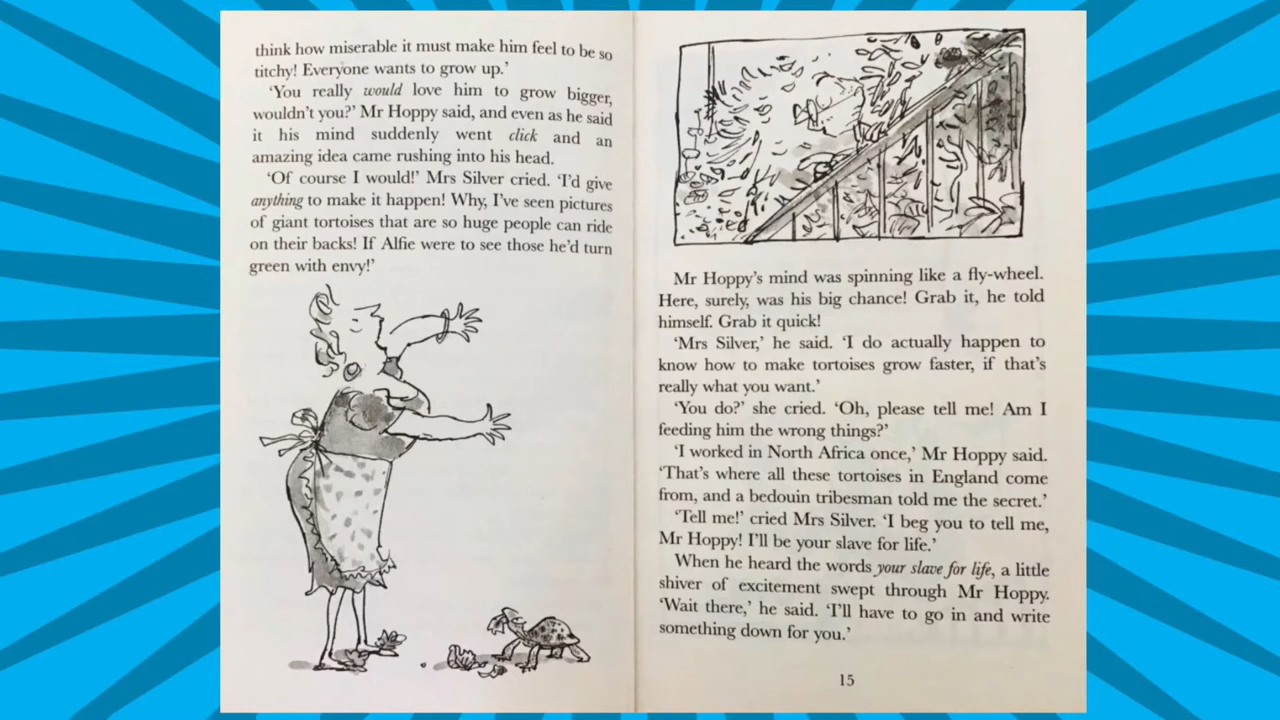 think how miserable it must make him feel to be so
titchy! Everyone wants to grow up.’
‘You really would love him to grow bigger,
wouldn’t you?’ Mr Hoppy said, and even as he said
it his mind suddenly went click and an
amazing idea came rushing into his head.
‘Of course I would!’ Mrs Silver cried. ‘I’d give
anything to make it happen! Why, I’ve seen pictures
of giant tortoises that are so huge people can ride
on their backs! If Alfie were to see those he’d turn
green with envy!’
Mr Hoppy’s mind was spinning like a fly-wheel.
Here, surely, was his big chance! Grab it, he told
himself. Grab it quick!
‘Mrs Silver,’ he said. ‘I do actually happen to
know how to make tortoises grow faster, if that’s
really what you want.’
‘You do?’ she cried. ‘Oh, please tell me! Am I
feeding him the wrong things?’
‘I worked in North Africa once,’ Mr Hoppy said.
‘That’s where all these tortoises in England come
from, and a bedouin tribesman told me the secret.’
‘Tell me!’ cried Mrs Silver. ‘I beg you to tell me,
Mr Hoppy! I’ll be your slave for life.’
When he heard the words your slave for life, a little
shiver of excitement swept through Mr Hoppy.
‘Wait there,’ he said. ‘I’ll have to go in and write
something down for you.’
15